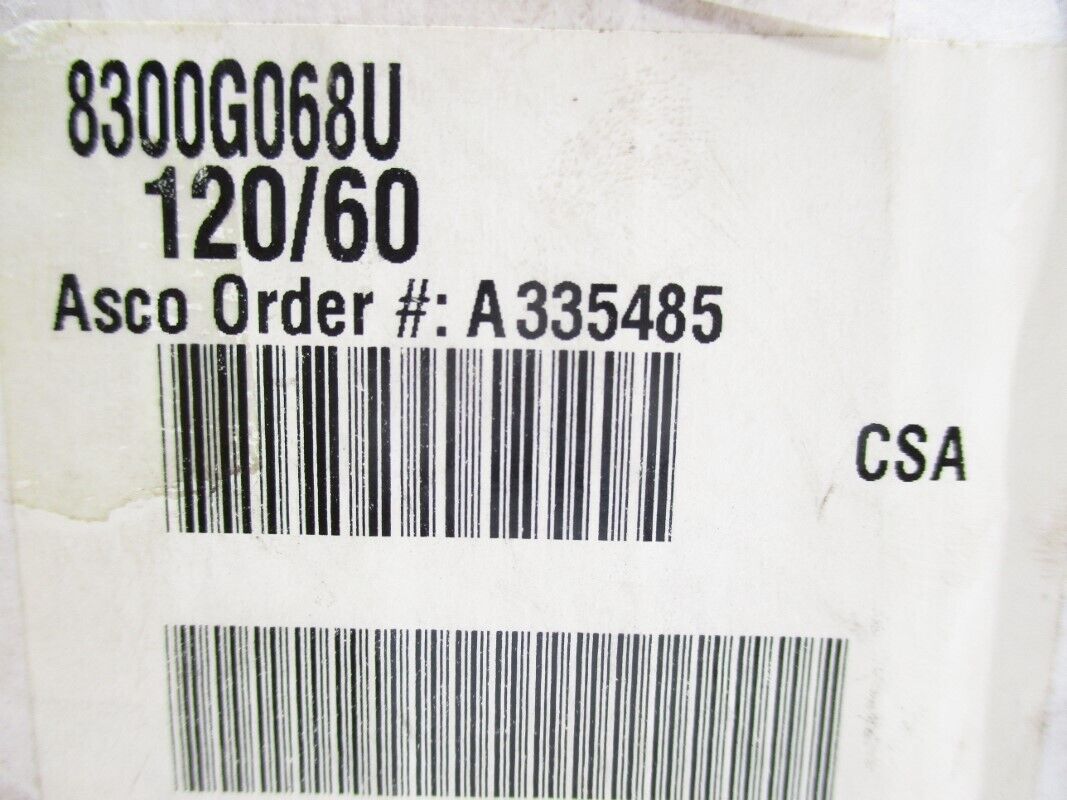 8300G068U
120/60
Asco Order #: A335485
CSA